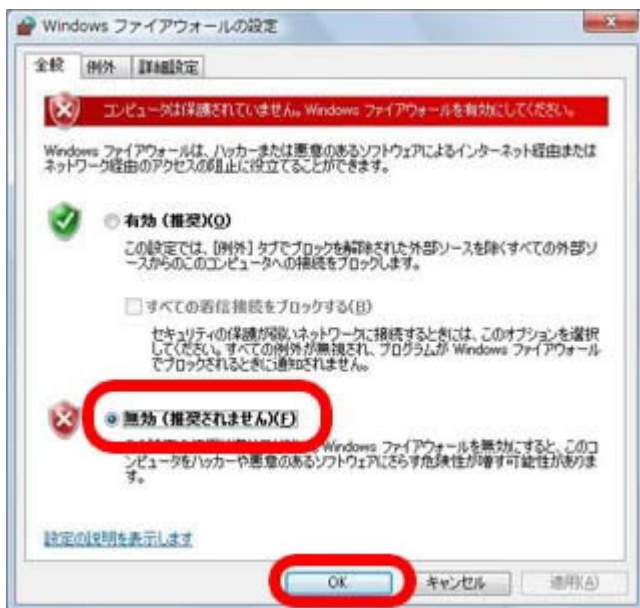 Windows ファイアウォールの設定
全般 例外 詳細設定
コンピュータは保護されていません。Windows ファイアウォールを有効にしてください。
Windows ファイアウォールは、ハッカーまたは悪意のあるソフトウェアによるインターネット経由または
ネットワーク経由のアクセスの阻止に役立てることができます。
有効 (推奨)(O)
この設定では、[例外] タブでブロックを解除された外部ソースを除くすべての外部ソ
ースからのこのコンピュータへの接続をブロックします。
すべての着信接続をブロックする(B)
セキュリティの保護が弱いネットワークに接続するときには、このオプションを選択
してください。すべての例外が無視され、プログラムが Windows ファイアウォール
でブロックされるときに通知されません。
無効 (推奨されません)(F)
Windows ファイアウォールを無効にすると、このコ
ンピュータをハッカーや悪意のあるソフトウェアにさらす危険性が増す可能性がありま
す。
設定の説明を表示します
OK キャンセル 適用(A)